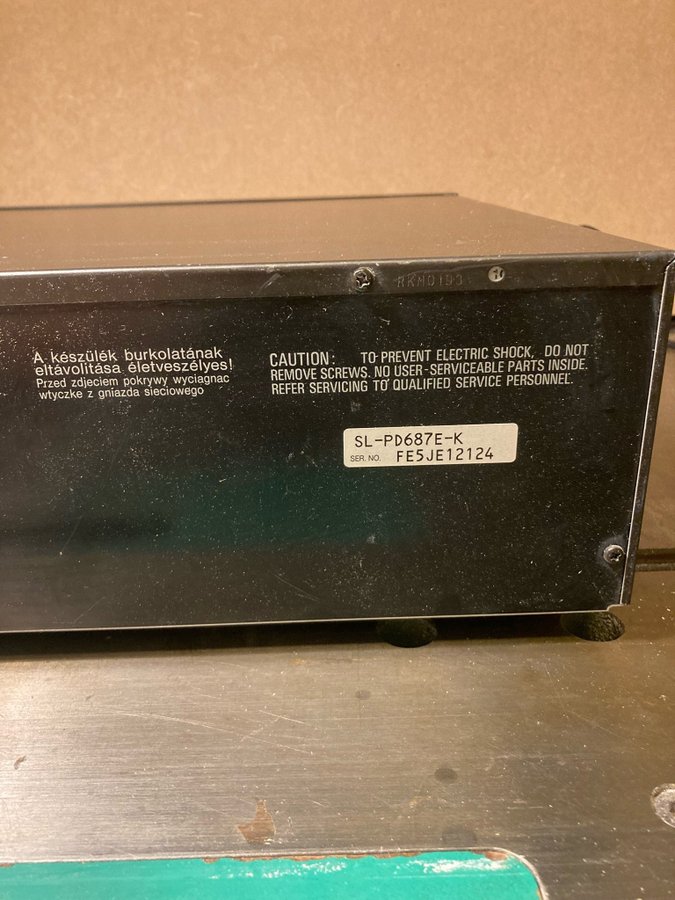 RKM0193
A készülék burkolatának
eltávolítása életveszélyes!
Przed zdjeciem pokrywy wyciagnac
wtyczke z gniazda sieciowego
CAUTION: TO PREVENT ELECTRIC SHOCK, DO NOT
REMOVE SCREWS. NO USER-SERVICEABLE PARTS INSIDE.
REFER SERVICING TO QUALIFIED SERVICE PERSONNEL.
SL-PD687E-K
SER. NO. FE5JE12124